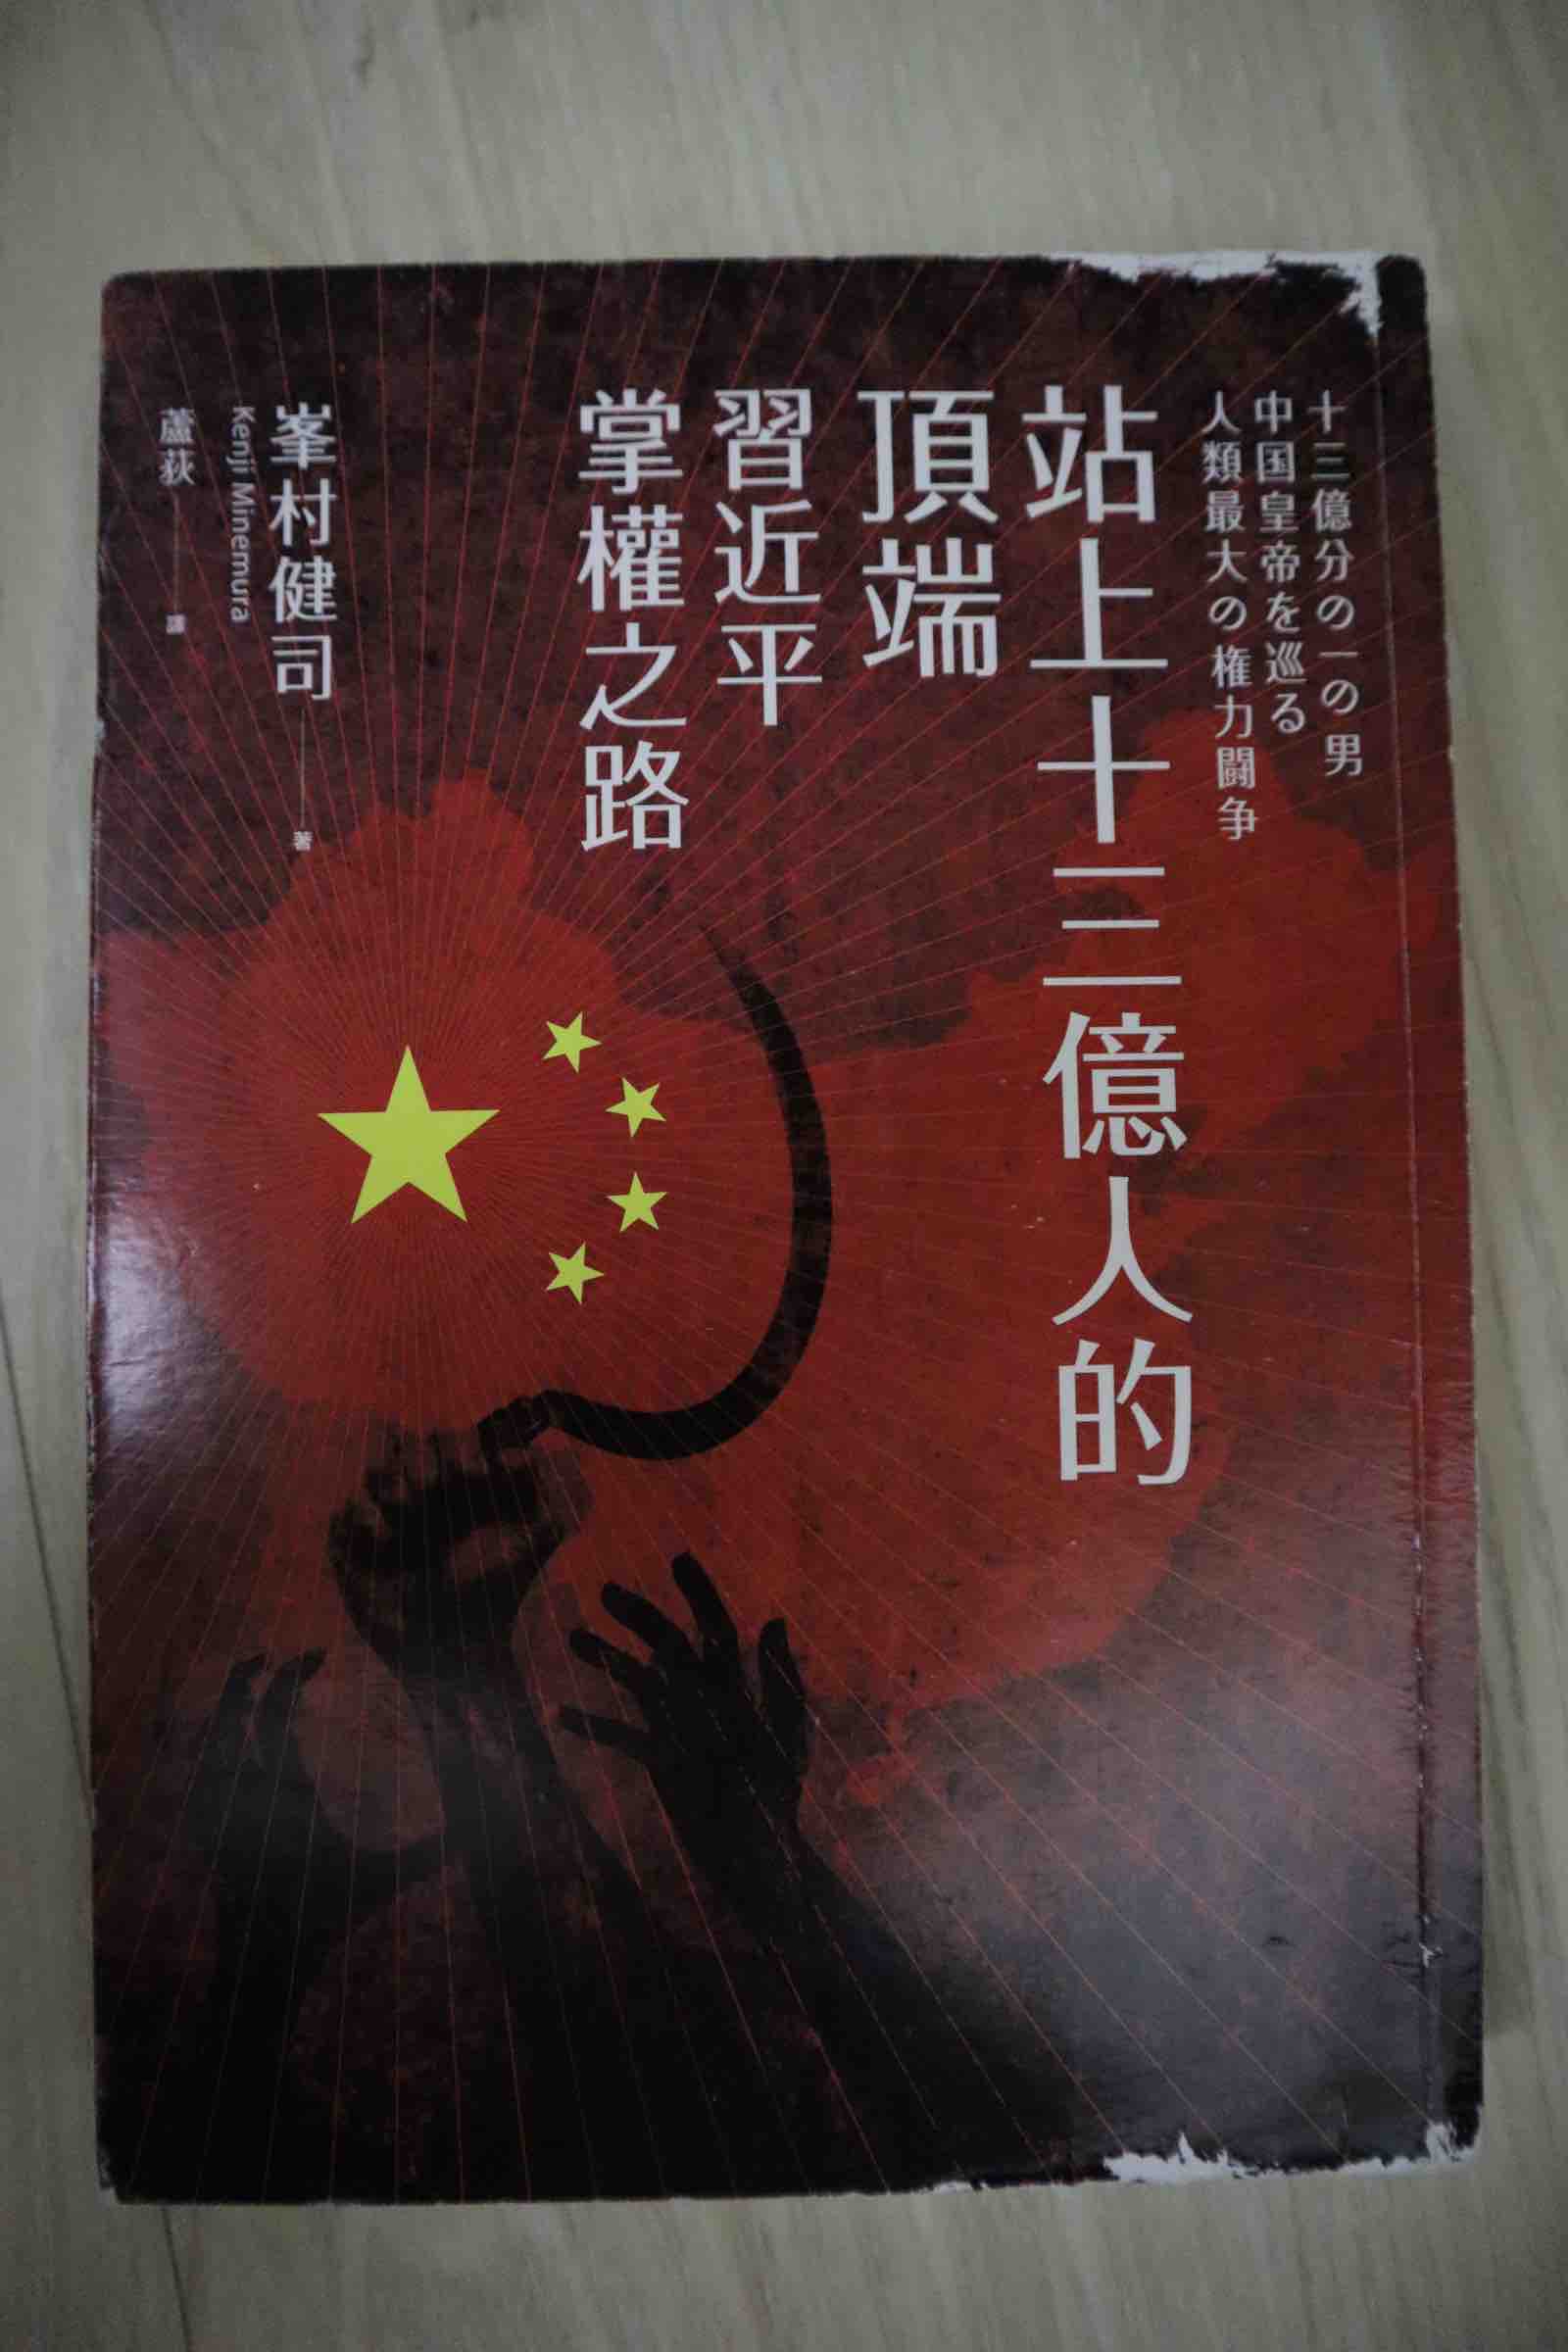 十三億分の一の男
中国皇帝を巡る
人類最大の権力闘争
站上十三億人的
頂端
習近平
掌權之路
峯村健司
著
Kenji Minemura
蘆荻
譯